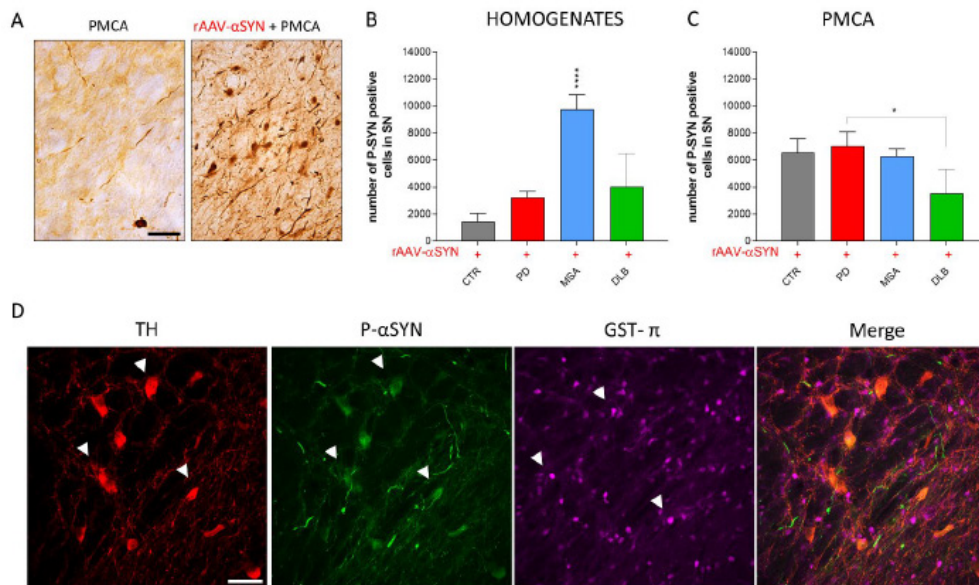 A
PMCA
rAAV-αSYN + PMCA
B
HOMOGENATES
number of P-SYN positive
cells in SN
14000
12000
10000
8000
6000
4000
2000
0
****
rAAV-αSYN + + + +
CTR
PD
MSA
DLB
C
PMCA
number of P-SYN positive
cells in SN
14000
12000
10000
8000
6000
4000
2000
0
*
rAAV-αSYN + + + +
CTR
PD
MSA
DLB
D
TH
P-αSYN
GST- π
Merge